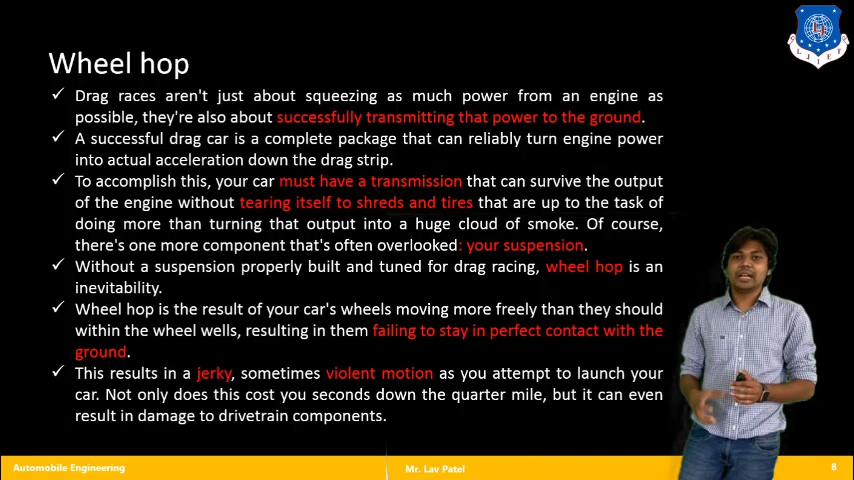 Wheel hop
✓ Drag races aren't just about squeezing as much power from an engine as
possible, they're also about successfully transmitting that power to the ground.
✓ A successful drag car is a complete package that can reliably turn engine power
into actual acceleration down the drag strip.
✓ To accomplish this, your car must have a transmission that can survive the output
of the engine without tearing itself to shreds and tires that are up to the task of
doing more than turning that output into a huge cloud of smoke. Of course,
there's one more component that's often overlooked: your suspension.
✓ Without a suspension properly built and tuned for drag racing, wheel hop is an
inevitability.
✓ Wheel hop is the result of your car's wheels moving more freely than they should
within the wheel wells, resulting in them failing to stay in perfect contact with the
ground.
✓ This results in a jerky, sometimes violent motion as you attempt to launch your
car. Not only does this cost you seconds down the quarter mile, but it can even
result in damage to drivetrain components.
LJIET
Automobile Engineering
Mr. Lav Patel
8